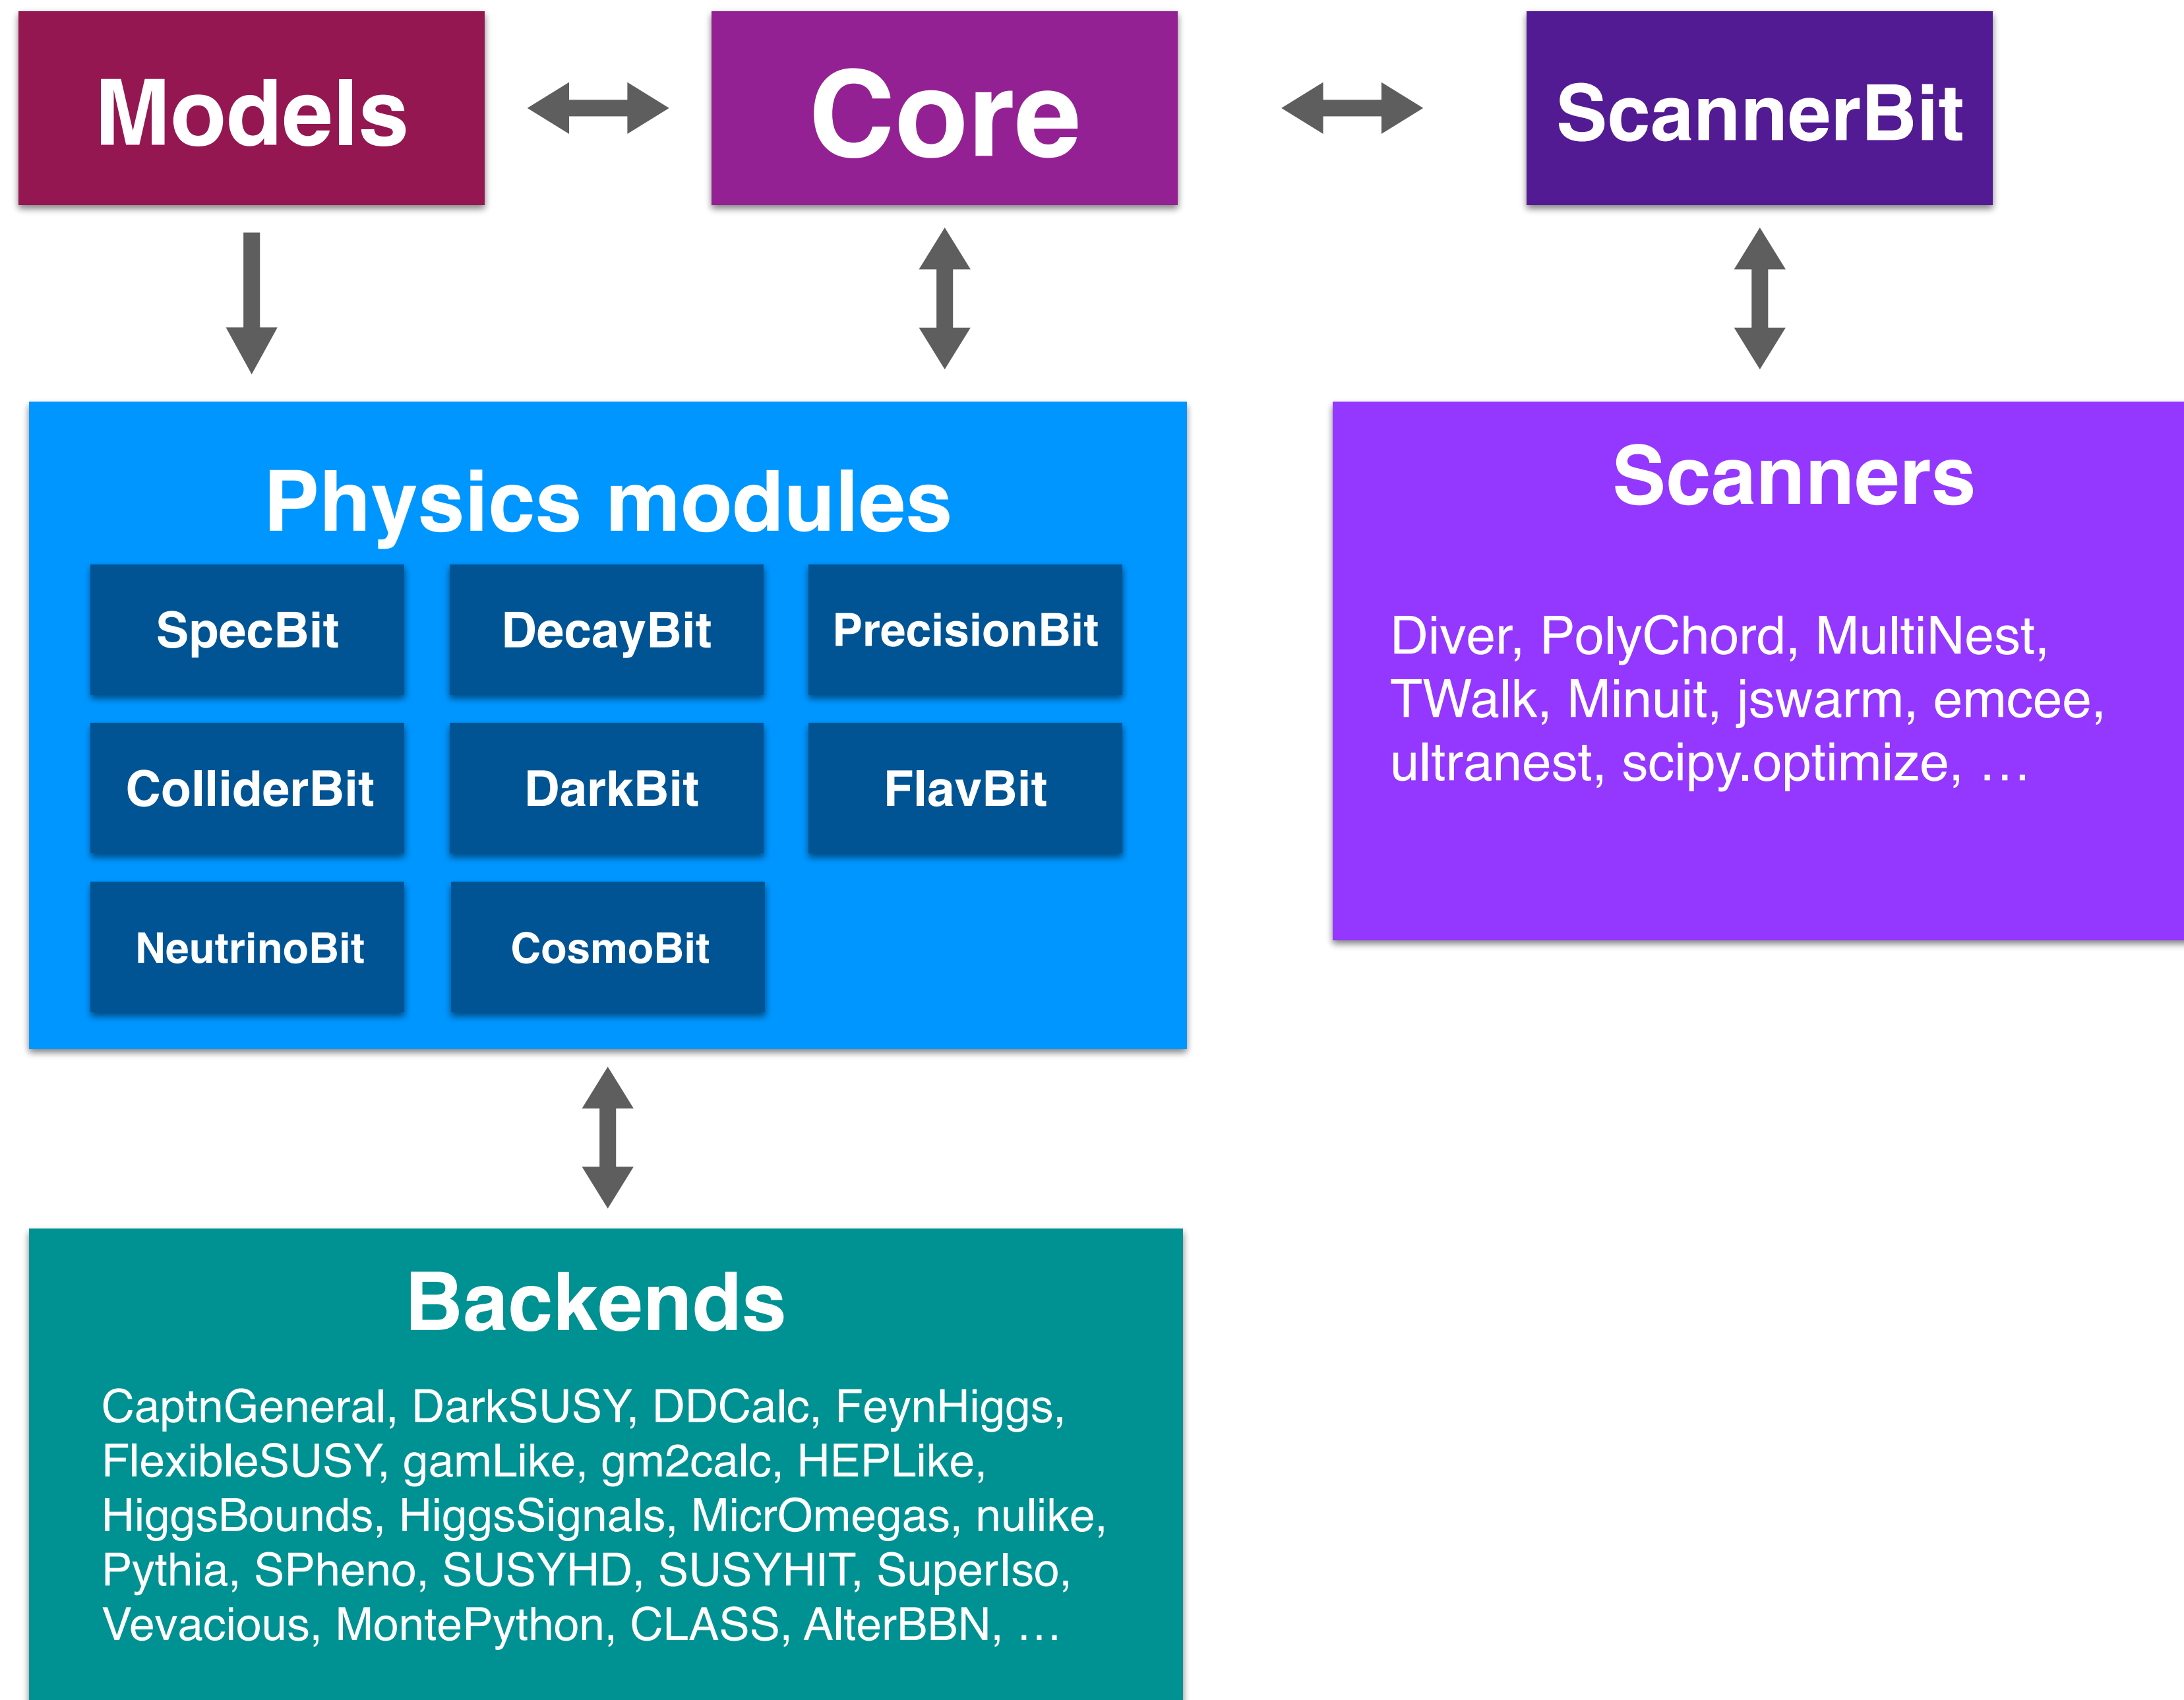 Models
Core
ScannerBit
Physics modules
SpecBit
DecayBit
PrecisionBit
ColliderBit
DarkBit
FlavBit
NeutrinoBit
CosmoBit
Scanners
Diver, PolyChord, MultiNest,
TWalk, Minuit, jswarm, emcee,
ultranest, scipy.optimize, …
Backends
CaptnGeneral, DarkSUSY, DDCalc, FeynHiggs,
FlexibleSUSY, gamLike, gm2calc, HEPLike,
HiggsBounds, HiggsSignals, MicrOmegas, nulike,
Pythia, SPheno, SUSYHD, SUSYHIT, SuperIso,
Vevacious, MontePython, CLASS, AlterBBN, …